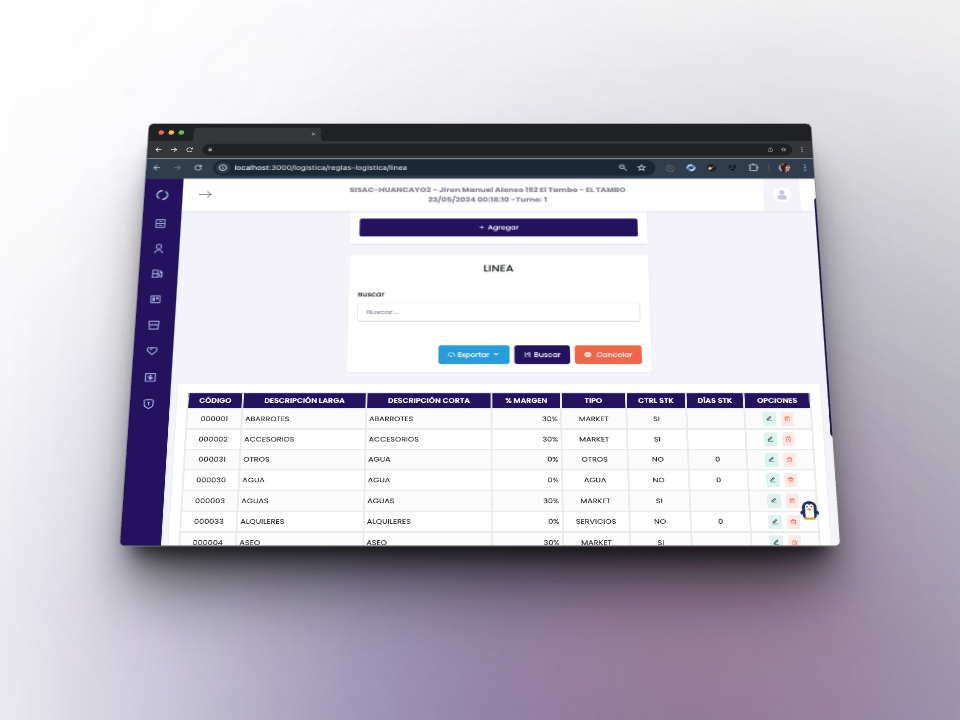 localhost:3000/logistica/reglas-logistica/linea
SISAC-HUANCAYO2 - Jiron Manuel Alonso 192 El Tambo - EL TAMBO
23/05/2024 00:18:10 -Turno: 1
+ Agregar
LINEA
Buscar
Buscar...
Exportar
Buscar
Cancelar
CÓDIGO DESCRIPCIÓN LARGA DESCRIPCIÓN CORTA % MARGEN TIPO CTRL STK DÍAS STK OPCIONES
000001 ABARROTES ABARROTES 30% MARKET SI
000002 ACCESORIOS ACCESORIOS 30% MARKET SI
000031 OTROS AGUA 0% OTROS NO 0
000030 AGUA AGUA 0% AGUA NO 0
000003 AGUAS AGUAS 30% MARKET SI
000033 ALQUILERES ALQUILERES 0% SERVICIOS NO 0
000004 ASEO ASEO 30% MARKET SI